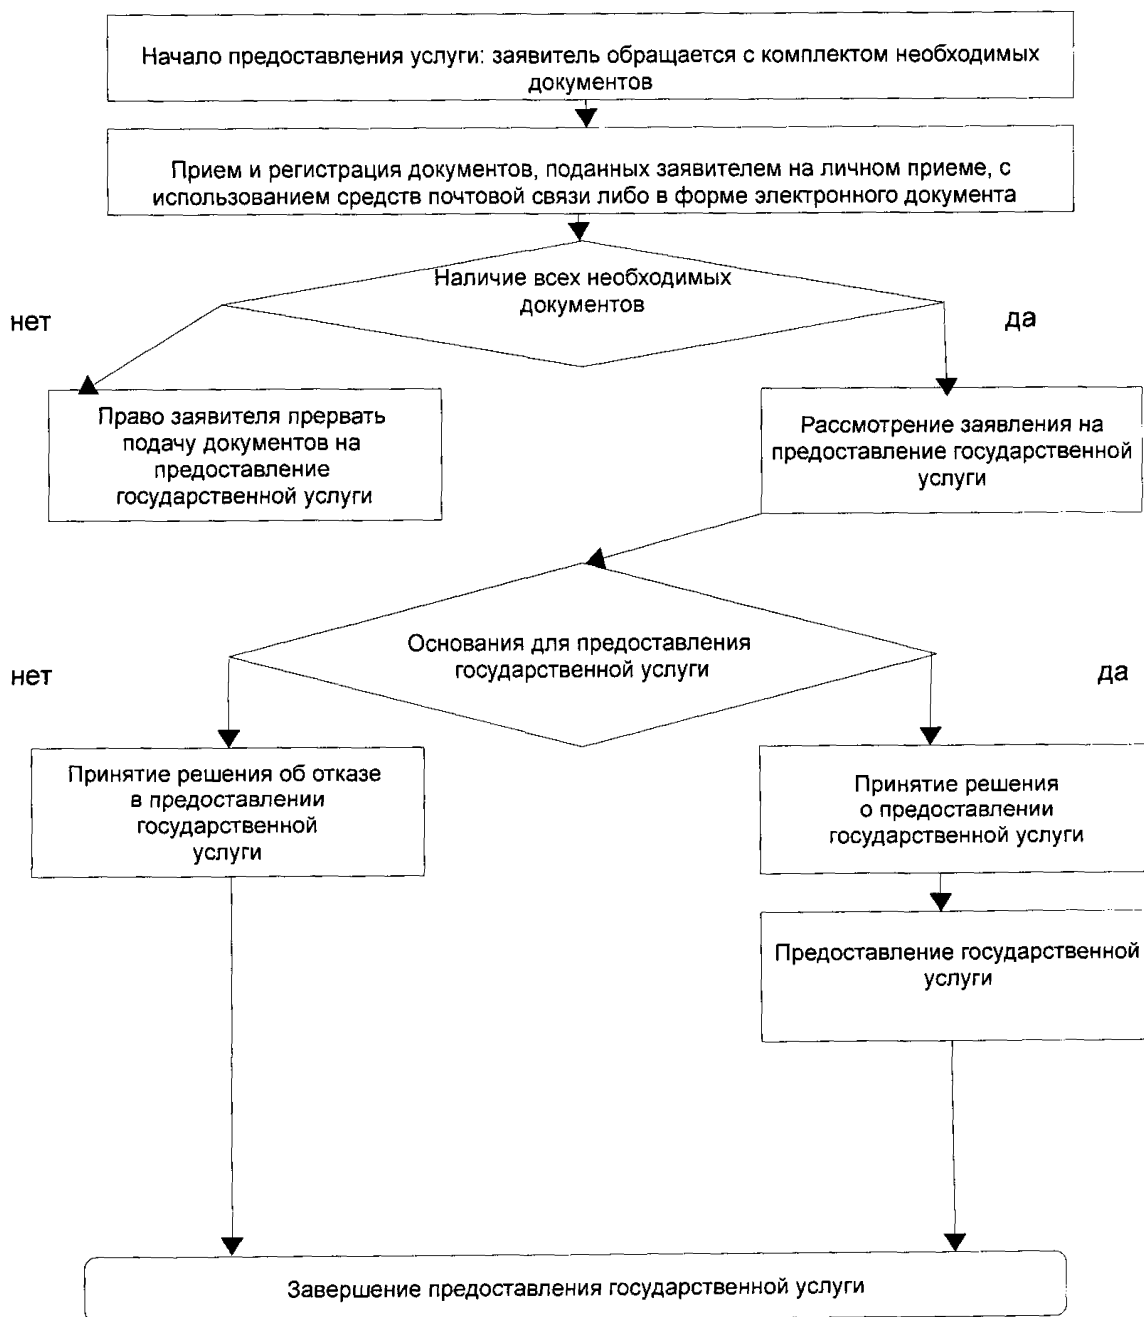 Начало предоставления услуги: заявитель обращается с комплектом необходимых
документов
Прием и регистрация документов, поданных заявителем на личном приеме, с
использованием средств почтовой связи либо в форме электронного документа
Наличие всех необходимых
документов
нет
да
Право заявителя прервать
подачу документов на
предоставление
государственной услуги
Рассмотрение заявления на
предоставление государственной
услуги
Основания для предоставления
государственной услуги
нет
да
Принятие решения об отказе
в предоставлении
государственной
услуги
Принятие решения
о предоставлении
государственной услуги
Предоставление государственной
услуги
Завершение предоставления государственной услуги